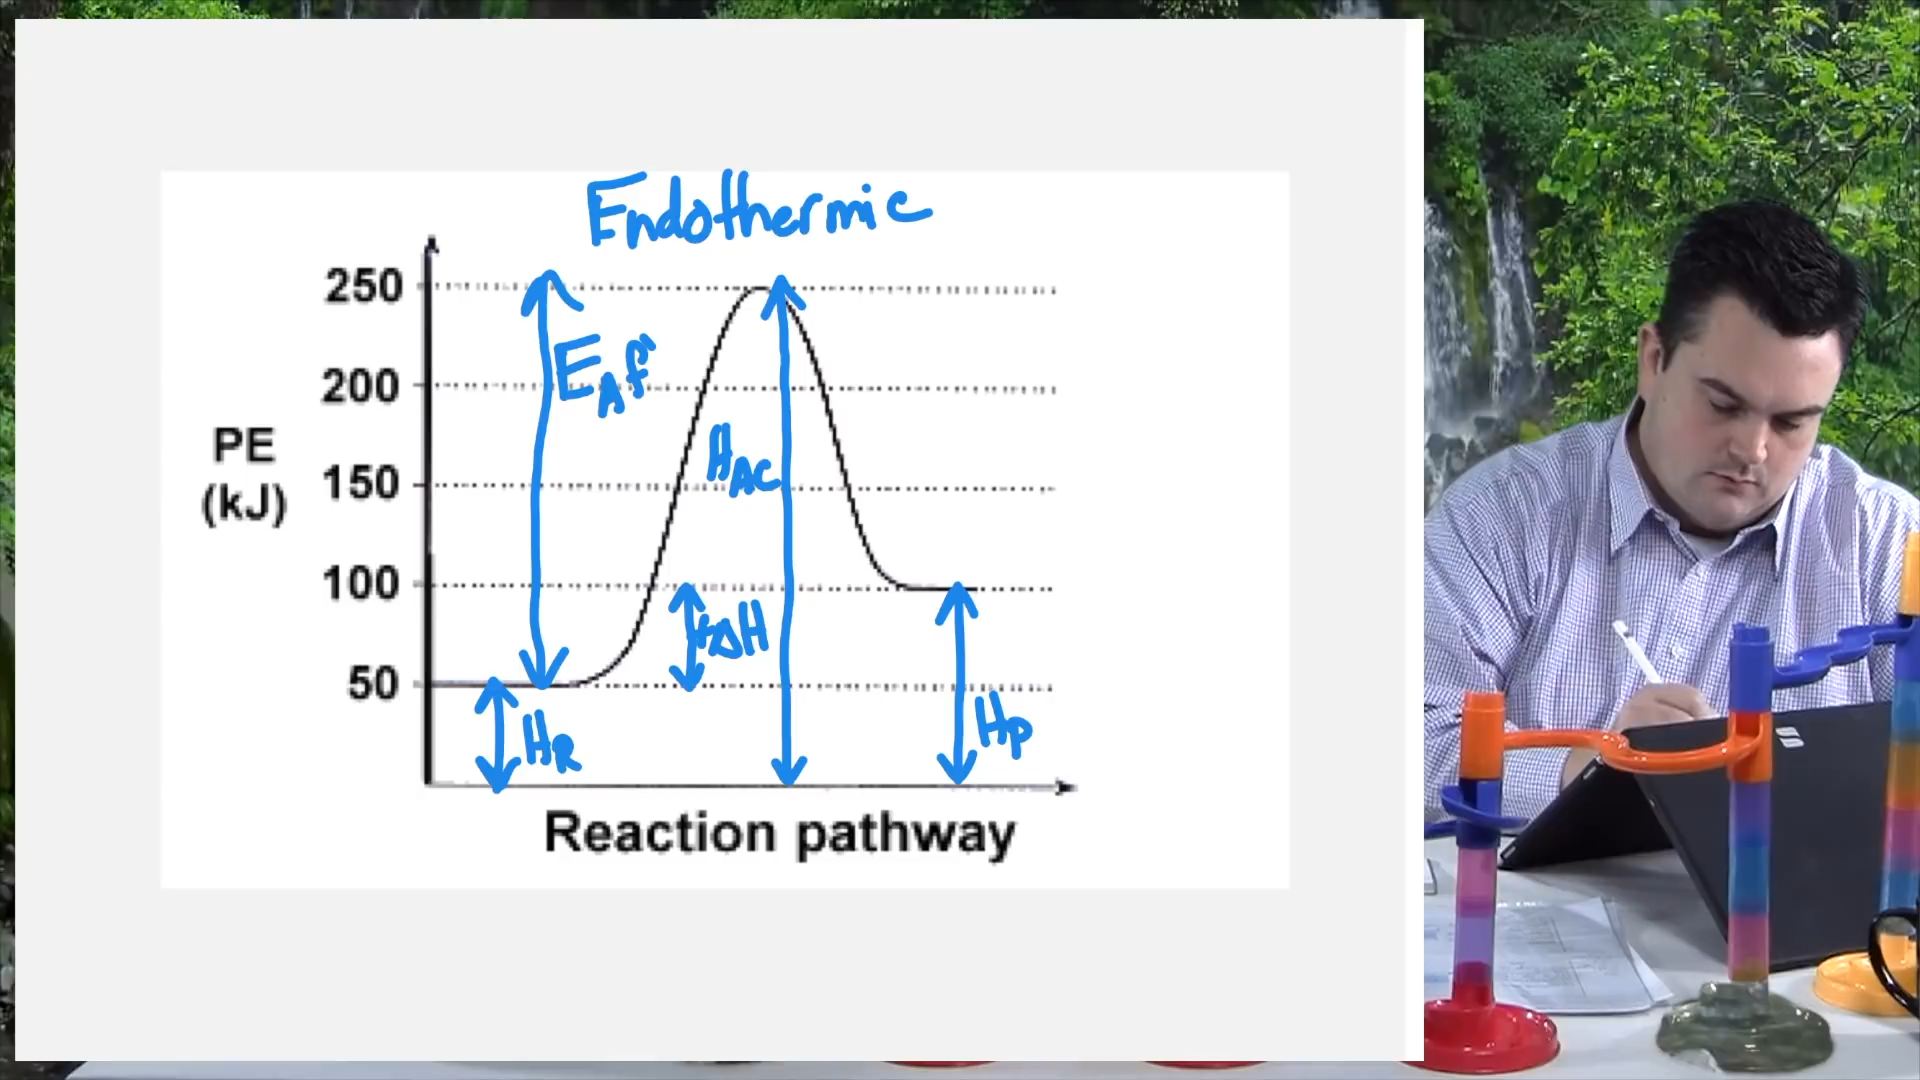 Endothermic
250
200
PE
(kJ)
150
100
50
E_Af
H_AC
+ΔH
H_R
H_P
Reaction pathway